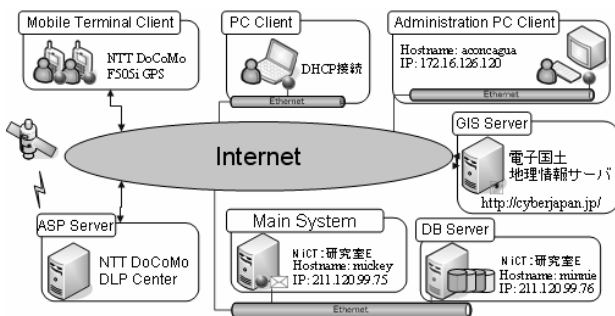 Mobile Terminal Client
NTT DoCoMo
F505i GPS
PC Client
DHCP接続
Ethernet
Administration PC Client
Hostname: aconcagua
IP: 172.16.126.120
Ethernet
Internet
GIS Server
電子国土
地理情報サーバ
http://cyberjapan.jp/
ASP Server
NTT DoCoMo
DLP Center
Main System
NiCT:研究室E
Hostname: mickey
IP: 211.120.99.75
DB Server
NiCT:研究室E
Hostname: minnie
IP: 211.120.99.76
Ethernet